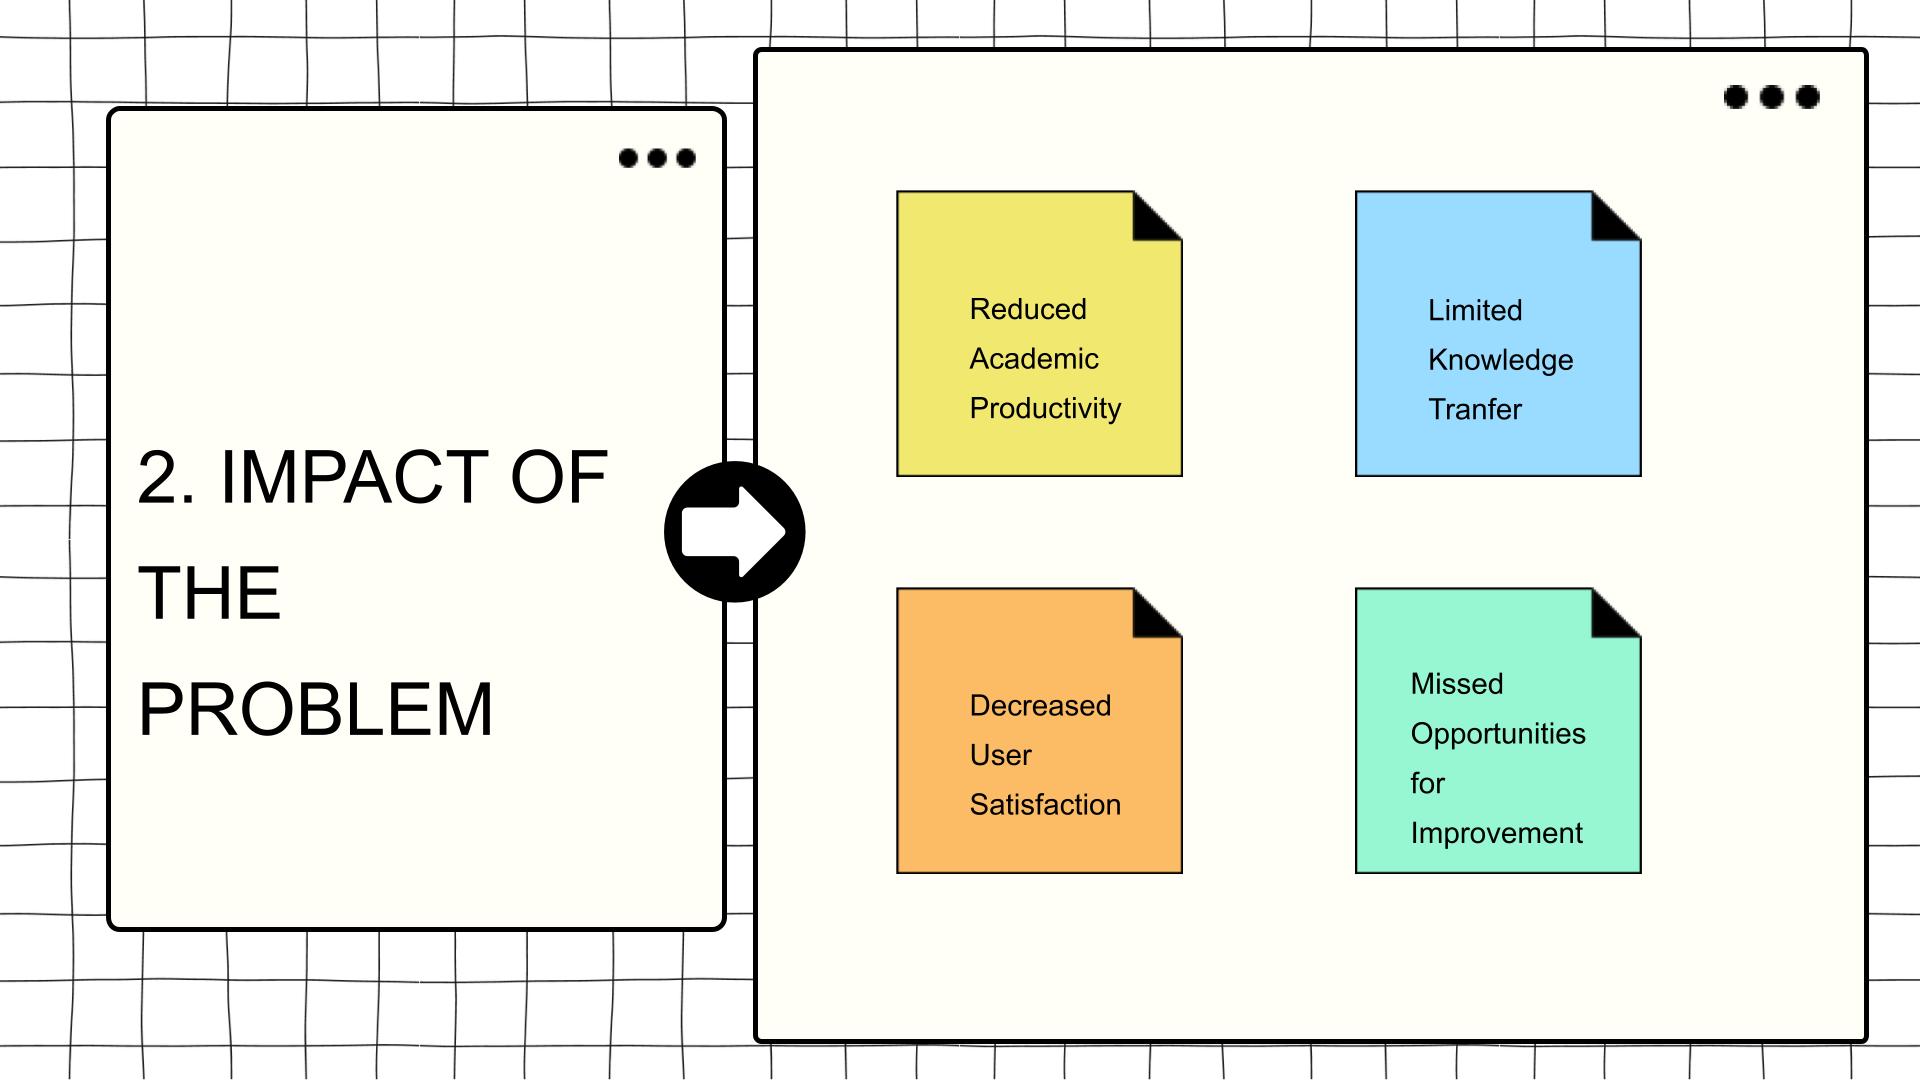 2. IMPACT OF
THE
PROBLEM
Reduced
Academic
Productivity
Limited
Knowledge
Tranfer
Decreased
User
Satisfaction
Missed
Opportunities
for
Improvement